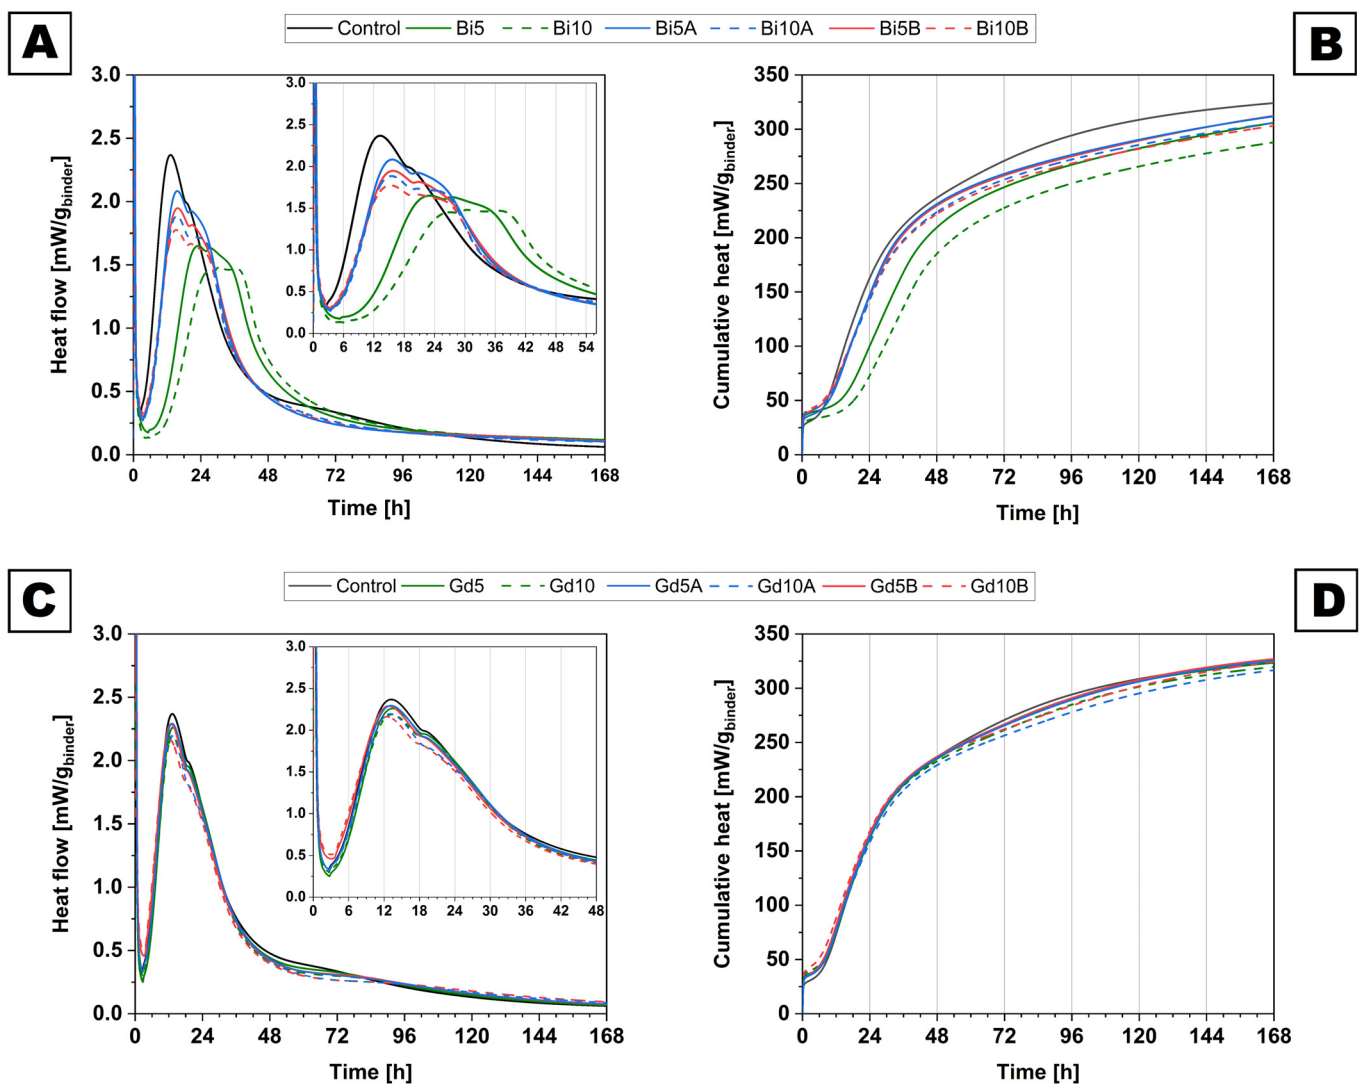 A
Control Bi5 Bi10 Bi5A Bi10A Bi5B Bi10B
B
3.0
2.5
2.0
1.5
1.0
0.5
0.0
Heat flow [mW/gbinder]
0 24 48 72 96 120 144 168
Time [h]
3.0
2.5
2.0
1.5
1.0
0.5
0.0
0 6 12 18 24 30 36 42 48 54
350
300
250
200
150
100
50
0
Cumulative heat [mW/gbinder]
0 24 48 72 96 120 144 168
Time [h]
C
Control Gd5 Gd10 Gd5A Gd10A Gd5B Gd10B
D
3.0
2.5
2.0
1.5
1.0
0.5
0.0
Heat flow [mW/gbinder]
0 24 48 72 96 120 144 168
Time [h]
3.0
2.5
2.0
1.5
1.0
0.5
0.0
0 6 12 18 24 30 36 42 48
350
300
250
200
150
100
50
0
Cumulative heat [mW/gbinder]
0 24 48 72 96 120 144 168
Time [h]